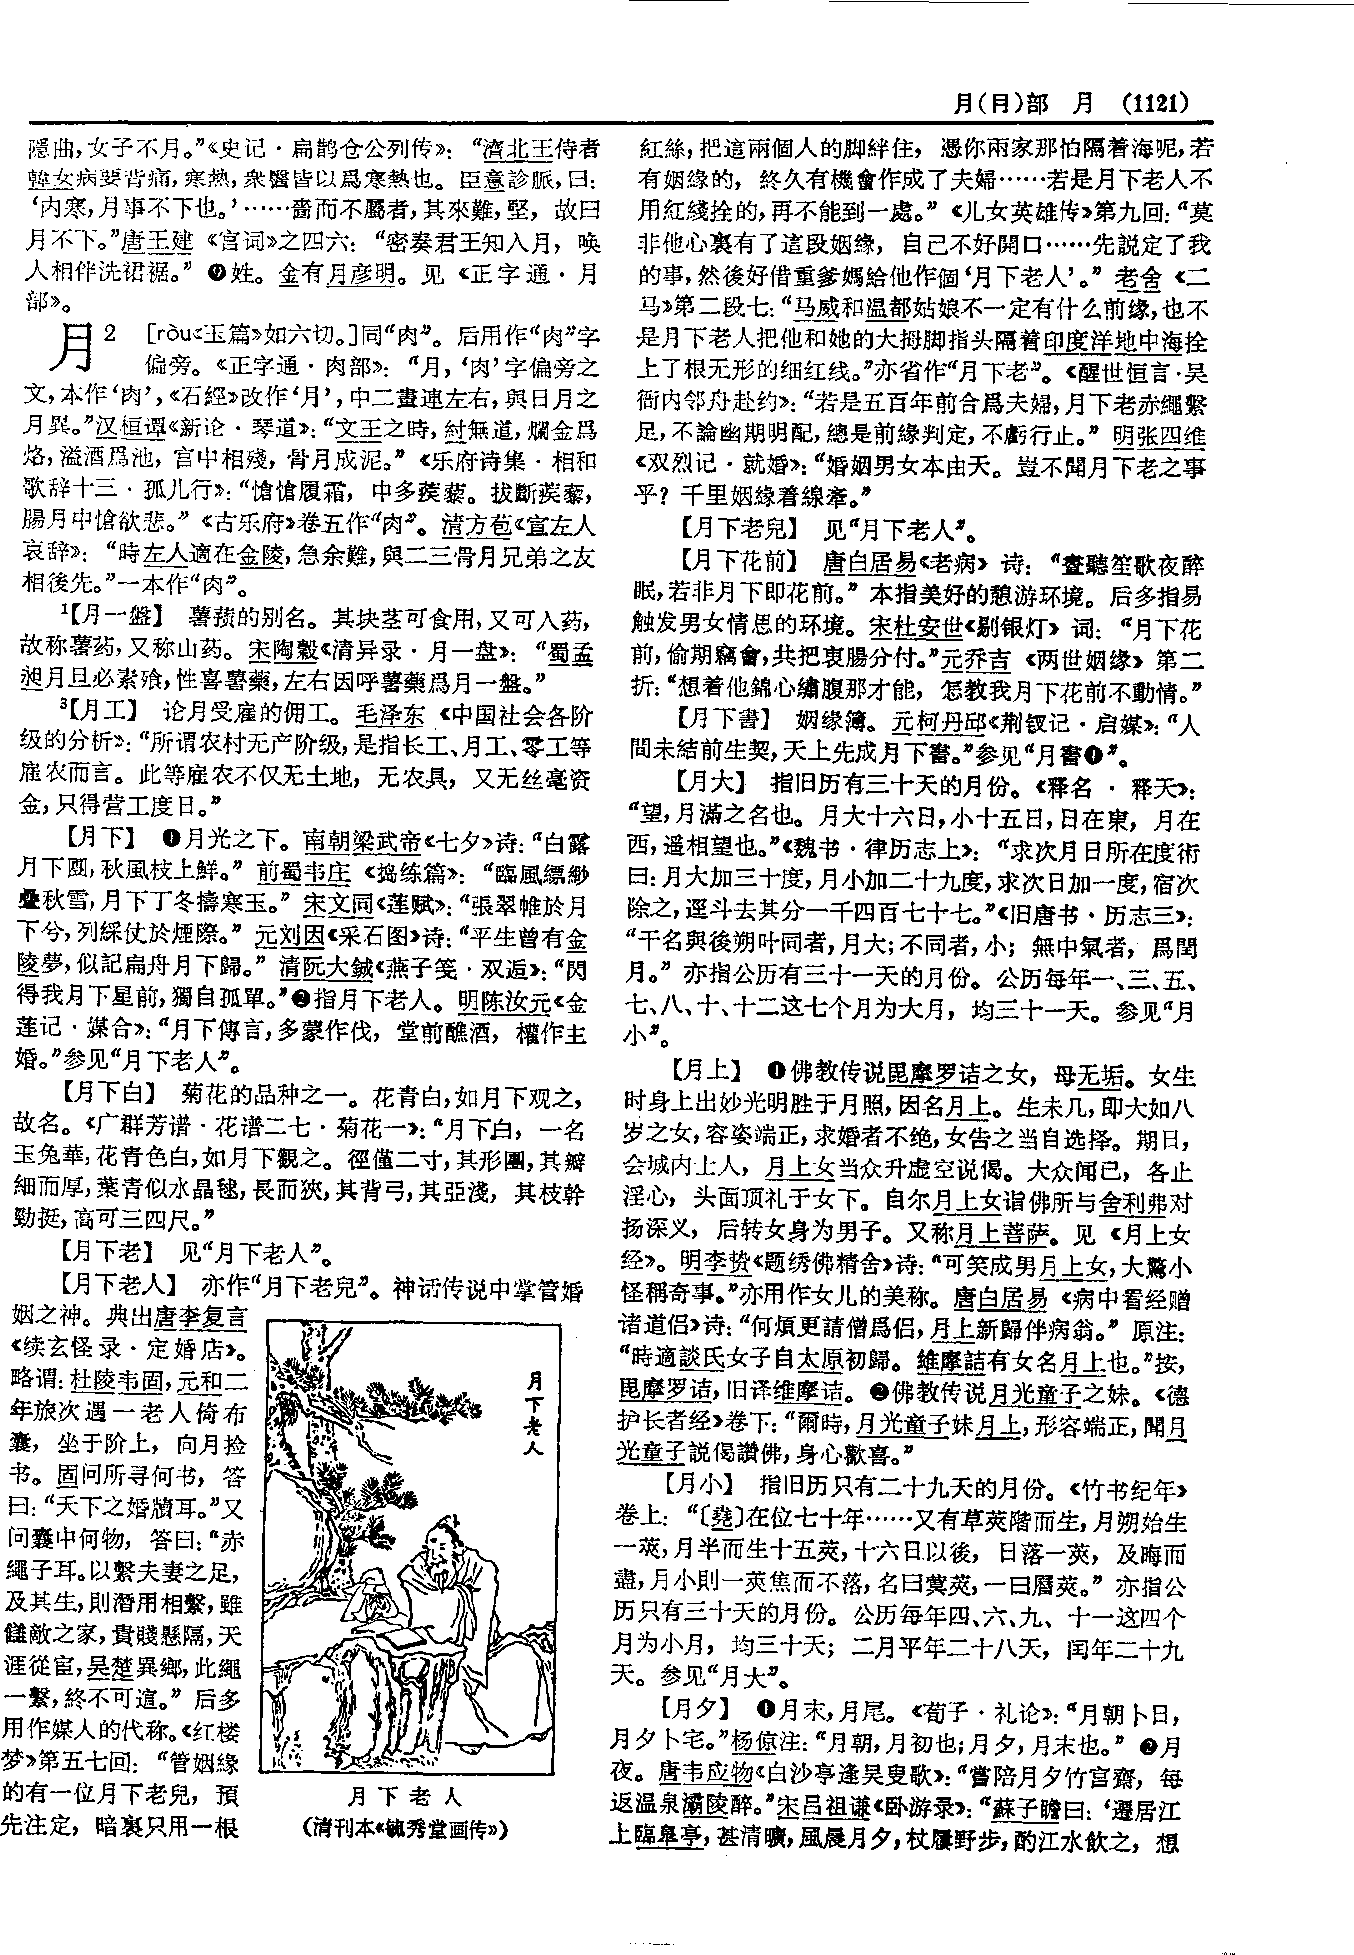 月(⺝)部　月　(1121)
隱曲，女子不月。”《史记·扁鹊仓公列传》：“濟北王侍者
韓女病要背痛，寒熱，衆醫皆以爲寒熱也。臣意診脈，曰：
‘内寒，月事不下也。’……嗇而不屬者，其來難，堅，故曰
月不下。”唐王建《宫词》之四六：“密奏君王知入月，唤
人相伴洗裙裾。”❾姓。金有月彦明。见《正字通·月
部》。
月2　[ròu《玉篇》如六切。]同“肉”。后用作“肉”字
偏旁。《正字通·肉部》：“月，‘肉’字偏旁之
文，本作‘肉’，《石經》改作‘月’，中二畫連左右，與日月之
月異。”汉桓谭《新论·琴道》：“文王之時，紂無道，爛金爲
烙，溢酒爲池，宫中相殘，骨月成泥。”《乐府诗集·相和
歌辞十三·孤儿行》：“愴愴履霜，中多蒺藜。拔斷蒺藜，
腸月中愴欲悲。”《古乐府》卷五作“肉”。清方苞《宣左人
哀辞》：“時左人適在金陵，急余難，與二三骨月兄弟之友
相後先。”一本作“肉”。
1【月一盤】　薯蓣的别名。其块茎可食用，又可入药，
故称薯药，又称山药。宋陶穀《清异录·月一盘》：“蜀孟
昶月旦必素飱，性喜薯藥，左右因呼薯藥爲月一盤。”
3【月工】　论月受雇的佣工。毛泽东《中国社会各阶
级的分析》：“所谓农村无产阶级，是指长工、月工、零工等
雇农而言。此等雇农不仅无土地，无农具，又无丝毫资
金，只得营工度日。”
【月下】　❶月光之下。南朝梁武帝《七夕》诗：“白露
月下圆，秋風枝上鮮。”前蜀韦庄《捣练篇》：“臨風縹緲
疊秋雪，月下丁冬擣寒玉。”宋文同《莲赋》：“張翠帷於月
下兮，列綵仗於煙際。”元刘因《采石图》诗：“平生曾有金
陵夢，似記扁舟月下歸。”清阮大鋮《燕子笺·双逅》：“閃
得我月下星前，獨自孤單。”❷指月下老人。明陈汝元《金
莲记·媒合》：“月下傳言，多蒙作伐，堂前醮酒，權作主
婚。”参见“月下老人”。
【月下白】　菊花的品种之一。花青白，如月下观之，
故名。《广群芳谱·花谱二七·菊花一》：“月下白，一名
玉兔華，花青色白，如月下觀之。徑僅二寸，其形團，其瓣
細而厚，葉青似水晶毬，長而狹，其背弓，其亞淺，其枝幹
勁挺，高可三四尺。”
【月下老】　见“月下老人”。
【月下老人】　亦作“月下老兒”。神话传说中掌管婚
姻之神。典出唐李复言
《续玄怪录·定婚店》。
略谓：杜陵韦固，元和二
年旅次遇一老人倚布
囊，坐于阶上，向月捡
书。固问所寻何书，答
曰：“天下之婚牘耳。”又
问囊中何物，答曰：“赤
繩子耳。以繫夫妻之足，
及其生，則潛用相繫，雖
讎敵之家，貴賤懸隔，天
涯從宦，吴楚異鄉，此繩
一繫，終不可逭。”后多
用作媒人的代称。《红楼
梦》第五七回：“管姻緣
的有一位月下老兒，預
先注定，暗裏只用一根
月下老人
月下老人
（清刊本《毓秀堂画传》）
紅絲，把這兩個人的脚絆住，憑你兩家那怕隔着海呢，若
有姻緣的，終久有機會作成了夫婦……若是月下老人不
用紅綫拴的，再不能到一處。”《儿女英雄传》第九回：“莫
非他心裏有了這段姻緣，自己不好開口……先説定了我
的事，然後好借重爹媽給他作個‘月下老人’。”老舍《二
马》第二段七：“马威和温都姑娘不一定有什么前缘，也不
是月下老人把他和她的大拇脚指头隔着印度洋地中海拴
上了根无形的细红线。”亦省作“月下老”。《醒世恒言·吴
衙内邻舟赴约》：“若是五百年前合爲夫婦，月下老赤繩繫
足，不論幽期明配，總是前緣判定，不虧行止。”明张四维
《双烈记·就婚》：“婚姻男女本由天。豈不聞月下老之事
乎？千里姻緣着線牽。”
【月下老兒】　见“月下老人”。
【月下花前】　唐白居易《老病》诗：“晝聽笙歌夜醉
眠，若非月下即花前。”本指美好的憩游环境。后多指易
触发男女情思的环境。宋杜安世《剔银灯》词：“月下花
前，偷期竊會，共把衷腸分付。”元乔吉《两世姻缘》第二
折：“想着他錦心繡腹那才能，怎教我月下花前不動情。”
【月下書】　姻缘簿。元柯丹邱《荆钗记·启媒》：“人
間未結前生契，天上先成月下書。”参见“月書❶”。
【月大】　指旧历有三十天的月份。《释名·释天》：
“望，月滿之名也。月大十六日，小十五日，日在東，月在
西，遥相望也。”《魏书·律历志上》：“求次月日所在度術
曰：月大加三十度，月小加二十九度，求次日加一度，宿次
除之，逕斗去其分一千四百七十七。”《旧唐书·历志三》：
“干名與後朔叶同者，月大；不同者，小；無中氣者，爲閏
月。”亦指公历有三十一天的月份。公历每年一、三、五、
七、八、十、十二这七个月为大月，均三十一天。参见“月
小”。
【月上】　❶佛教传说毘摩罗诘之女，母无垢。女生
时身上出妙光明胜于月照，因名月上。生未几，即大如八
岁之女，容姿端正，求婚者不绝，女告之当自选择。期日，
会城内士人，月上女当众升虚空说偈。大众闻已，各止
淫心，头面顶礼于女下。自尔月上女诣佛所与舍利弗对
扬深义，后转女身为男子。又称月上菩萨。见《月上女
经》。明李贽《题绣佛精舍》诗：“可笑成男月上女，大驚小
怪稱奇事。”亦用作女儿的美称。唐白居易《病中看经赠
诸道侣》诗：“何煩更請僧爲侣，月上新歸伴病翁。”原注：
“時適談氏女子自太原初歸。維摩詰有女名月上也。”按，
毘摩罗诘，旧译维摩诘。❷佛教传说月光童子之妹。《德
护长者经》卷下：“爾時，月光童子妹月上，形容端正，聞月
光童子説偈讚佛，身心歡喜。”
【月小】　指旧历只有二十九天的月份。《竹书纪年》
卷上：“〔堯〕在位七十年……又有草莢階而生，月朔始生
一莢，月半而生十五莢，十六日以後，日落一莢，及晦而
盡，月小則一莢焦而不落，名曰蓂莢，一曰曆莢。”亦指公
历只有三十天的月份。公历每年四、六、九、十一这四个
月为小月，均三十天；二月平年二十八天，闰年二十九
天。参见“月大”。
【月夕】　❶月末，月尾。《荀子·礼论》：“月朝卜日，
月夕卜宅。”杨倞注：“月朝，月初也；月夕，月末也。”❷月
夜。唐韦应物《白沙亭逢吴叟歌》：“嘗陪月夕竹宫齋，每
返温泉灞陵醉。”宋吕祖谦《卧游录》：“蘇子瞻曰：‘遷居江
上臨皋亭，甚清曠，風晨月夕，杖屨野步，酌江水飲之，想